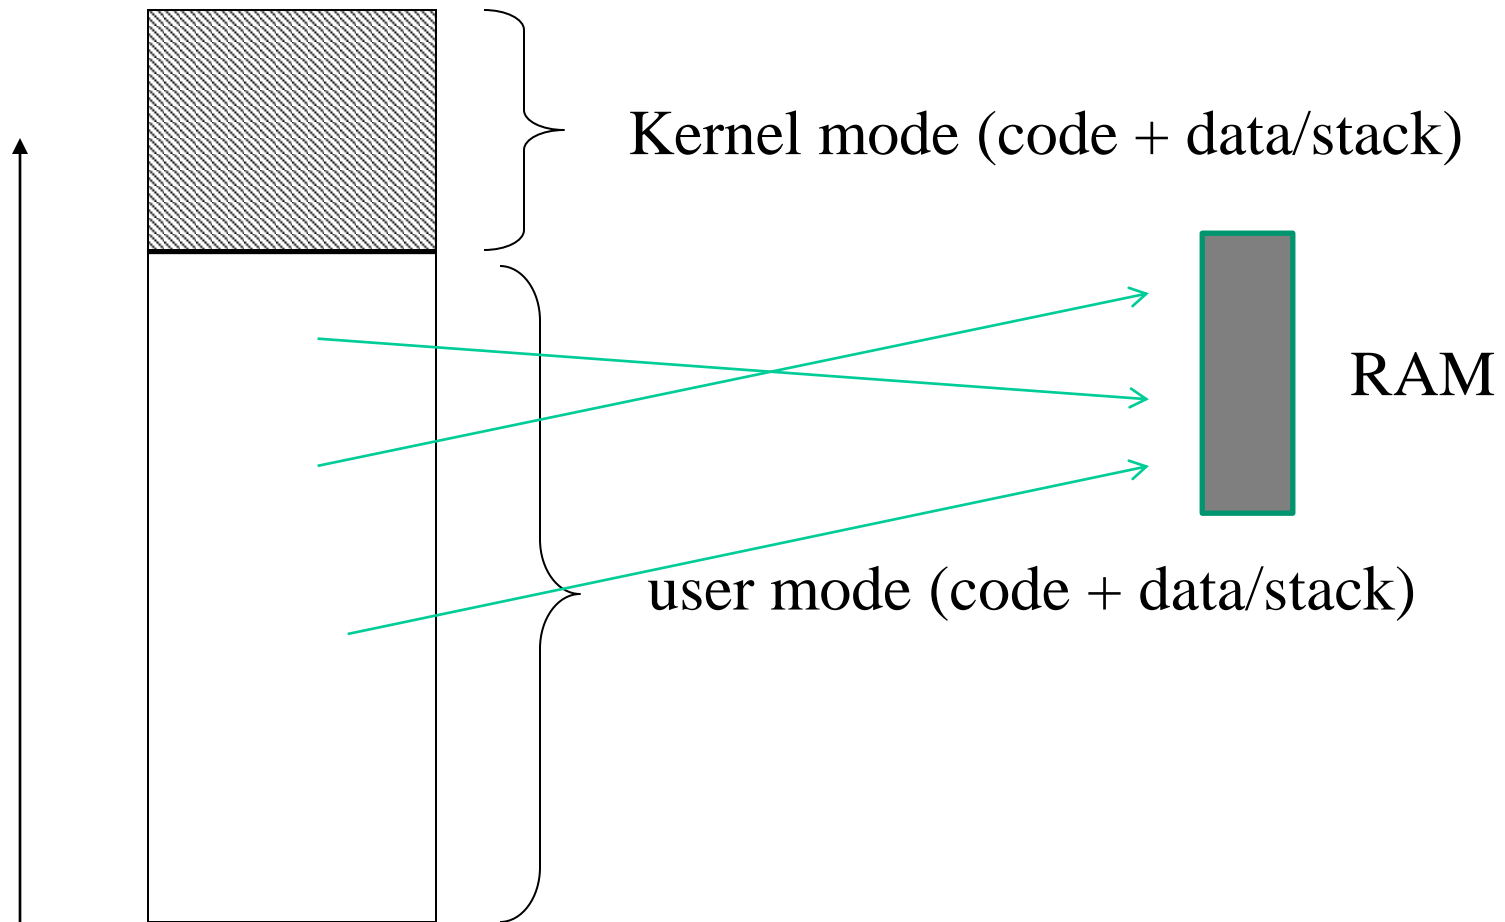 Kernel mode (code + data/stack)
RAM
user mode (code + data/stack)